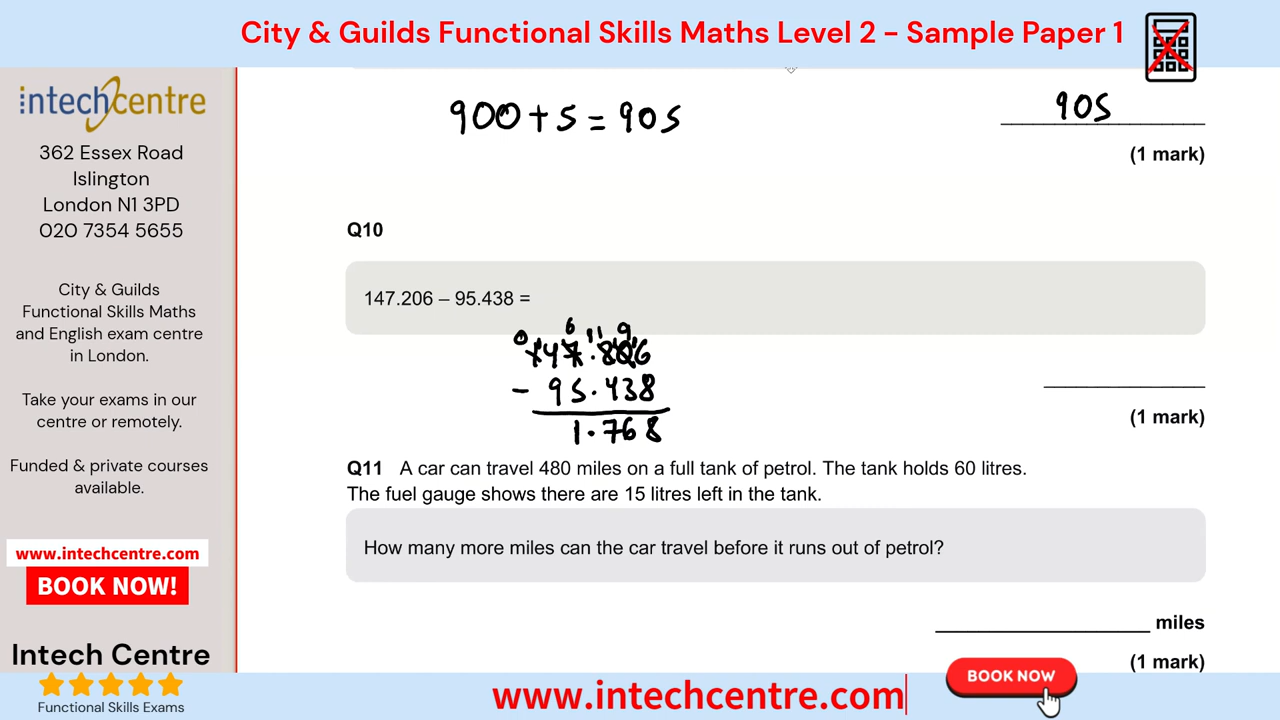 City & Guilds Functional Skills Maths Level 2 - Sample Paper 1
intechcentre
362 Essex Road
Islington
London N1 3PD
020 7354 5655
City & Guilds
Functional Skills Maths
and English exam centre
in London.
Take your exams in our
centre or remotely.
Funded & private courses
available.
www.intechcentre.com
BOOK NOW!
Intech Centre
Functional Skills Exams
900 + 5 = 905
905
(1 mark)
Q10
147.206 – 95.438 =
0 6 11 9
- 95.438
1.768
(1 mark)
Q11 A car can travel 480 miles on a full tank of petrol. The tank holds 60 litres.
The fuel gauge shows there are 15 litres left in the tank.
How many more miles can the car travel before it runs out of petrol?
miles
(1 mark)
BOOK NOW
www.intechcentre.com